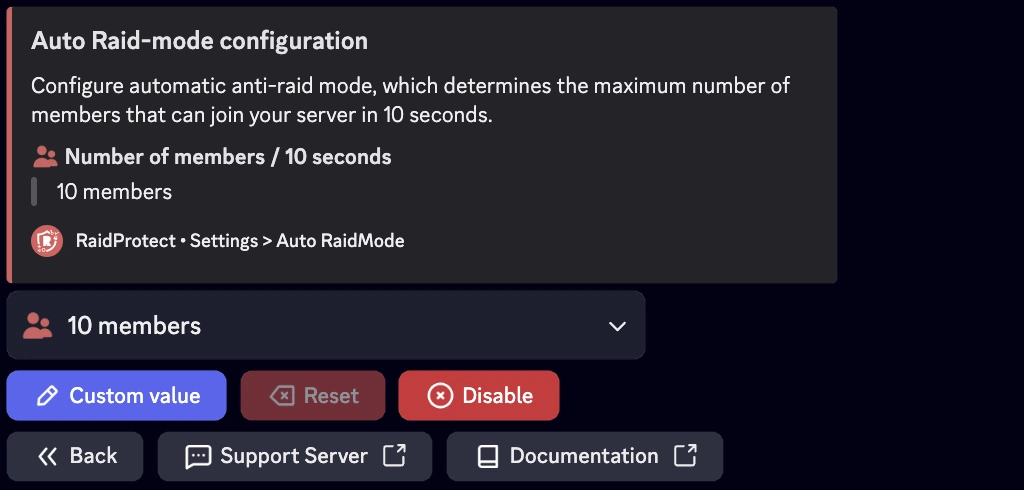 Auto Raid-mode configuration
Configure automatic anti-raid mode, which determines the maximum number of
members that can join your server in 10 seconds.
Number of members / 10 seconds
10 members
RaidProtect • Settings > Auto RaidMode
10 members
Custom value Reset Disable
Back Support Server Documentation